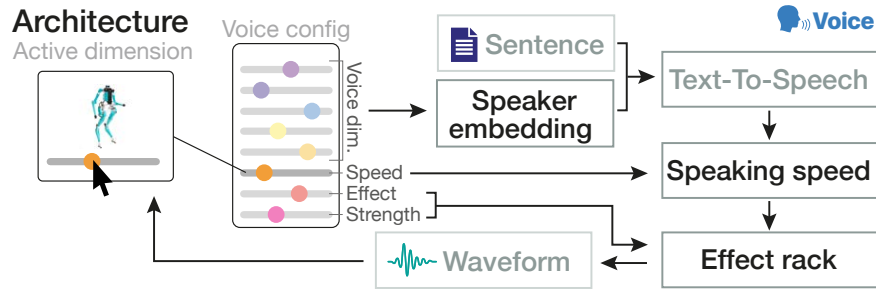 Architecture
Active dimension
Voice config
Voice dim.
Speed
Effect
Strength
Sentence
Speaker
embedding
Voice
Text-To-Speech
Speaking speed
Effect rack
Waveform